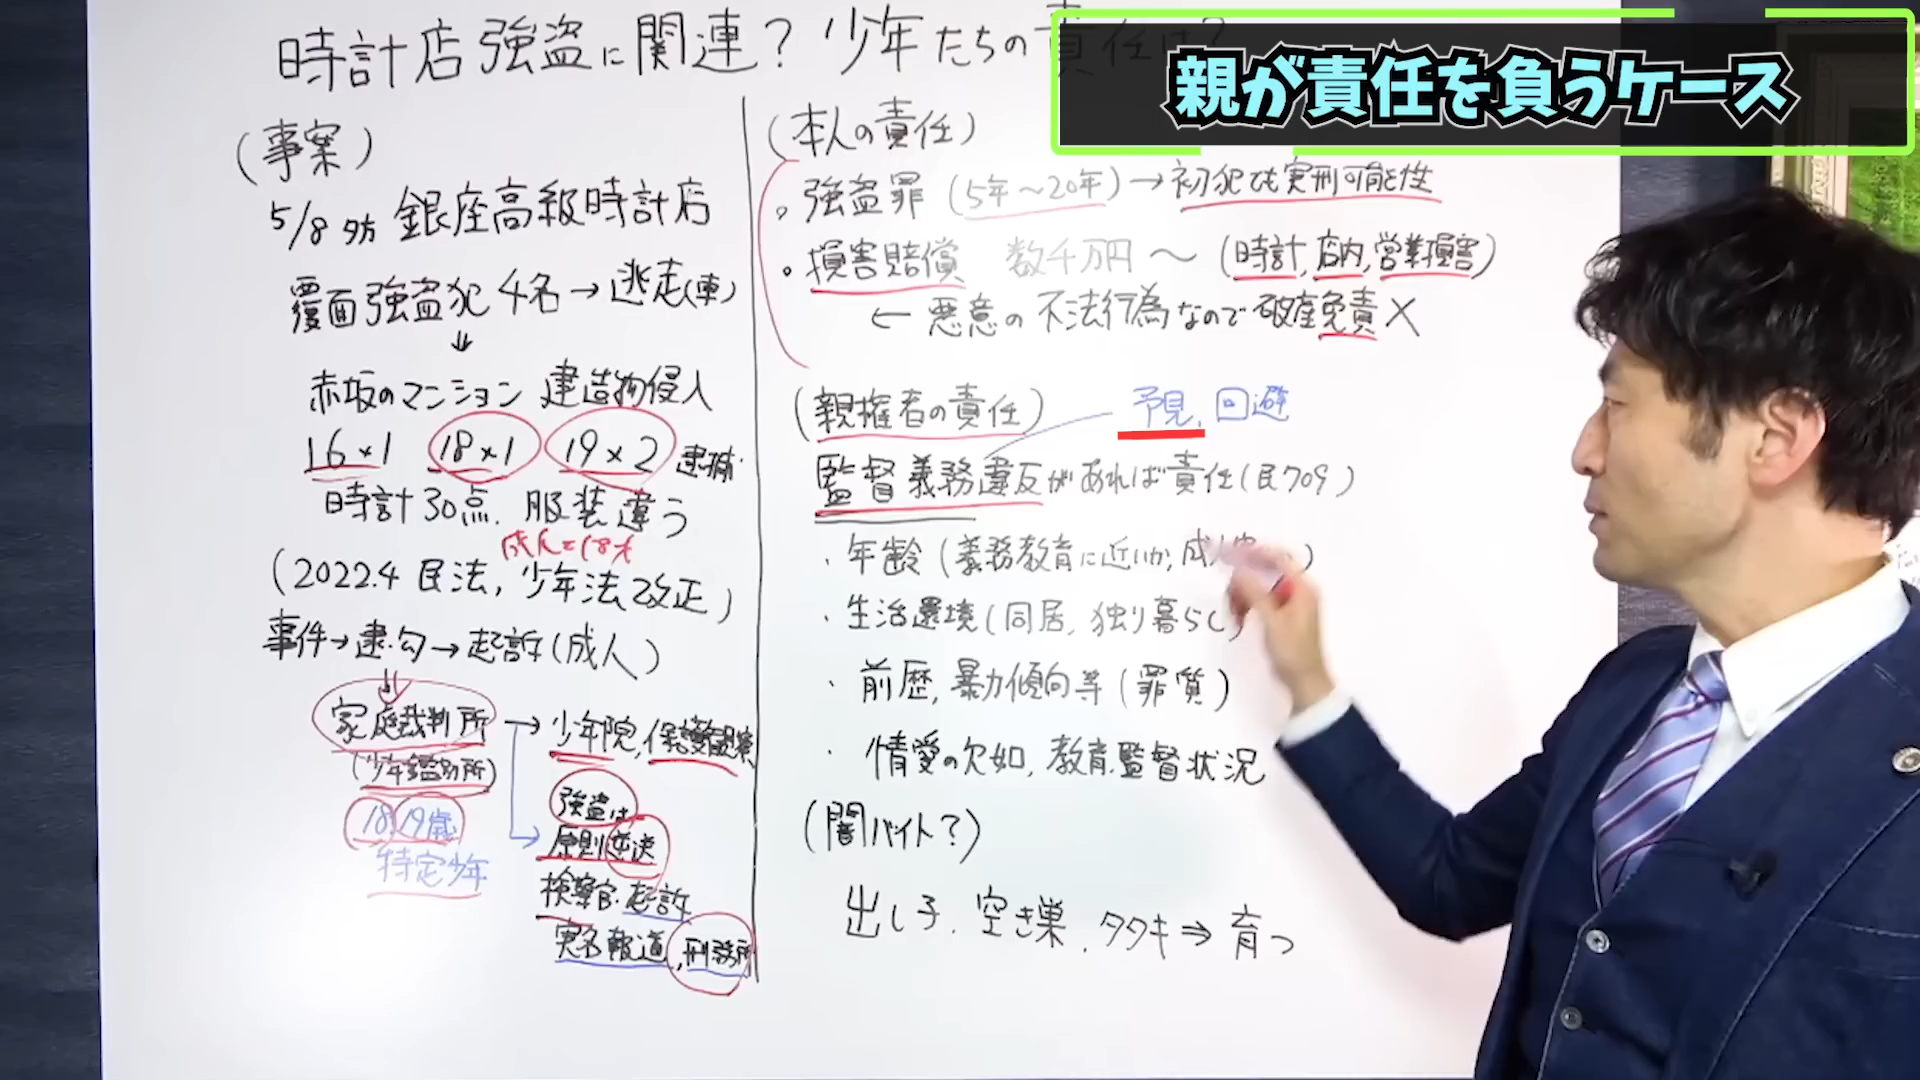 時計店強盗に関連？少年たちの責任は？
親が責任を負うケース
（事案）
5/8 夕方 銀座高級時計店
覆面強盗犯4名→逃走(車)
↓
赤坂のマンション 建造物侵入
16×1 18×1 19×2 逮捕
時計30点、服装違う
成人＝18才
（2022.4 民法, 少年法改正）
事件→逮・勾→起訴(成人)
⇓
家庭裁判所→少年院, 保護観察
（少年鑑別所）
18, 19歳
特定少年
強盗は
原則逆送
検察官・起訴
実名報道, 刑務所
（本人の責任）
・強盗罪（5年～20年）→初犯でも実刑可能性
・損害賠償 数千万円～（時計, 店内, 営業損害）
← 悪意の不法行為なので破産免責✕
（親権者の責任） 予見, 回避
監督義務違反があれば責任（民709）
・年齢（義務教育に近いか, 成人）
・生活環境（同居, 独り暮らし）
・前歴, 暴力傾向等（罪質）
・情愛の欠如, 教育.監督状況
（闇バイト？）
出し子、空き巣、タタキ⇒育つ